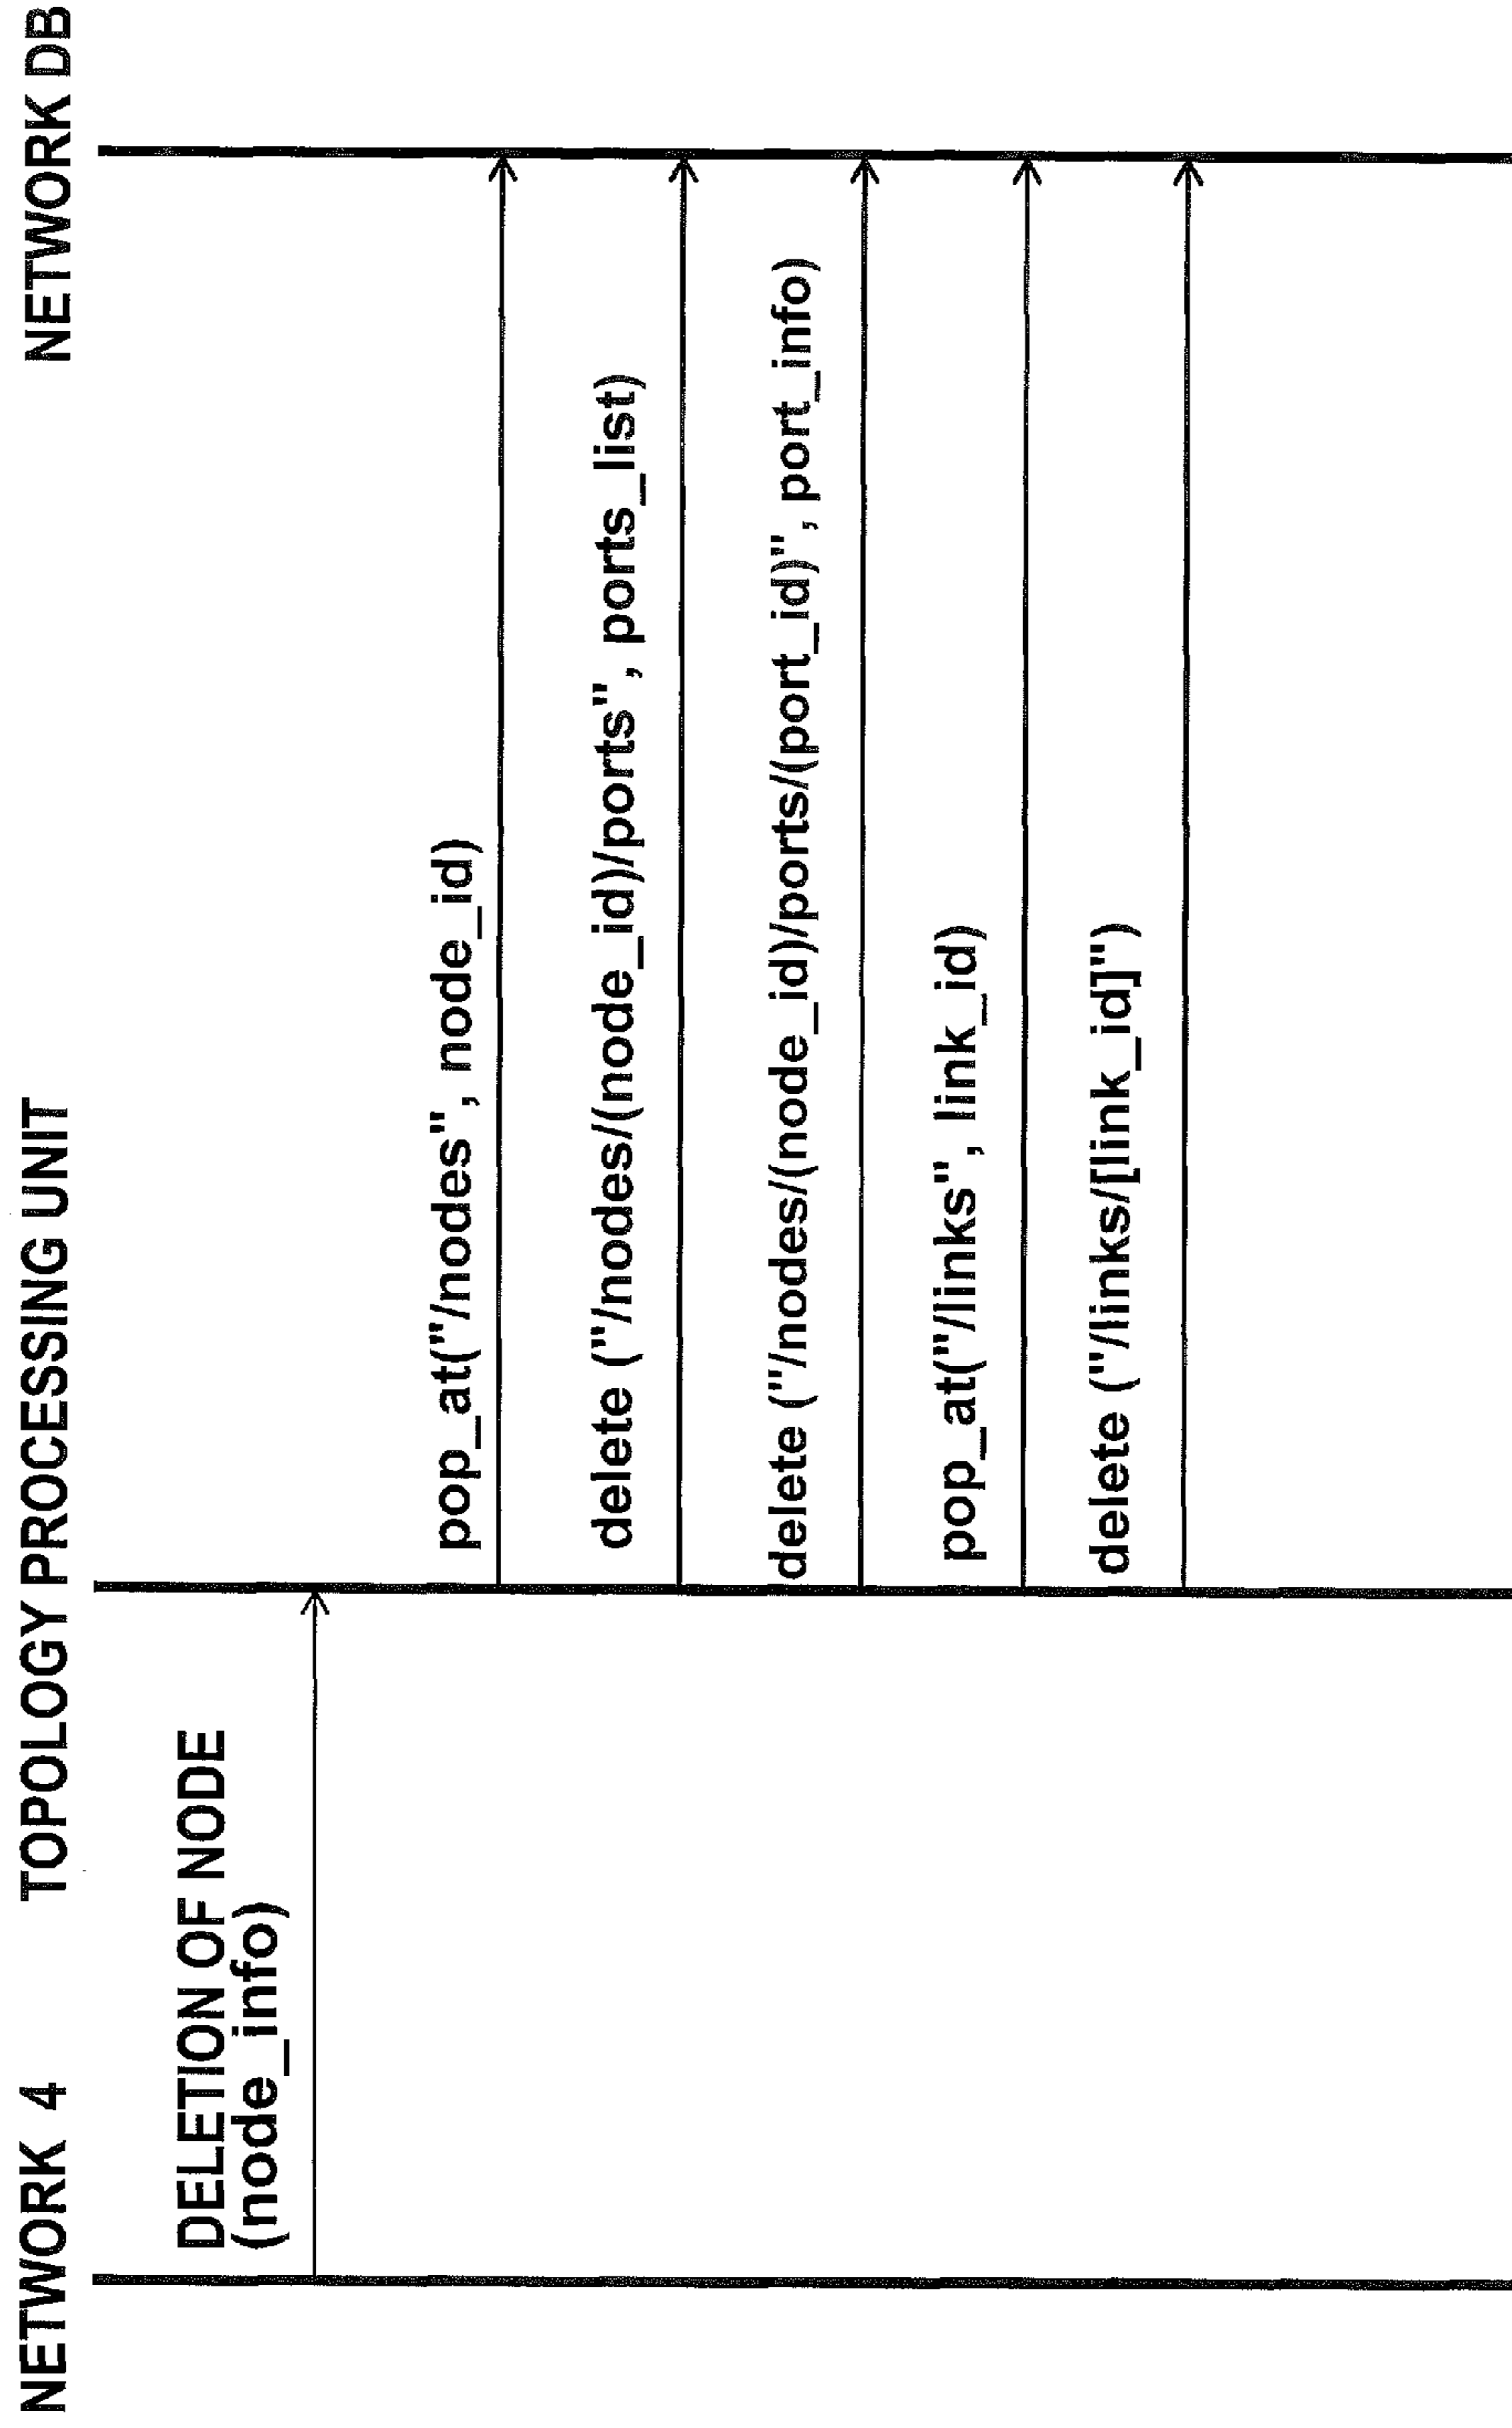 NETWORK 4
TOPOLOGY PROCESSING UNIT
NETWORK DB
DELETION OF NODE
(node_info)
pop_at("/nodes", node_id)
delete ("/nodes/(node_id)/ports", ports_list)
delete ("/nodes/(node_id)/ports/(port_id)", port_info)
pop_at("/links", link_id)
delete ("/links/[link_id]")